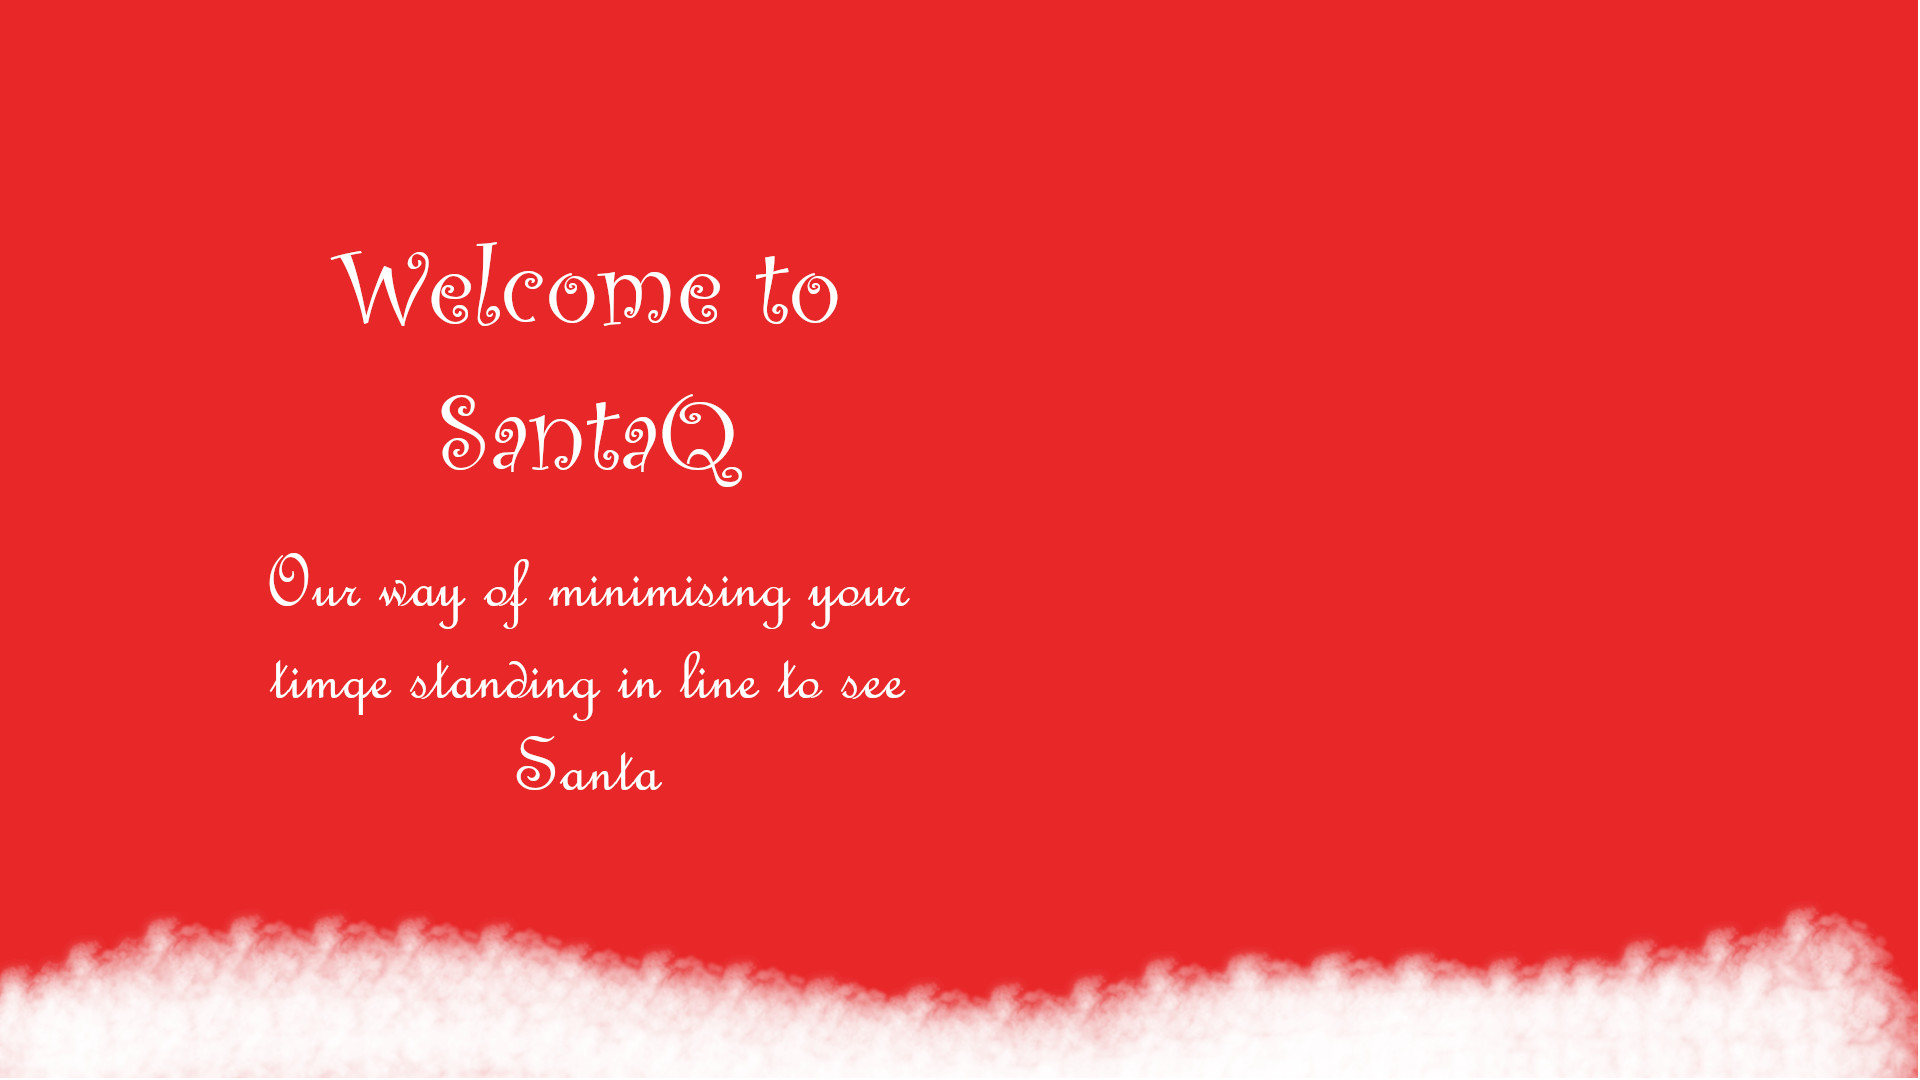 Welcome to
SantaQ
Our way of minimising your
timqe standing in line to see
Santa